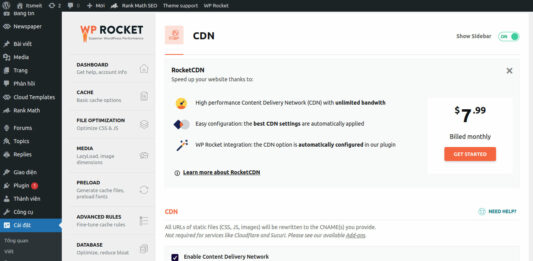 Itsmeit 2 0 Mới Rank Math SEO Theme support WP Rocket
Bảng tin
Newspaper
Bài viết
Media
Trang
Phản hồi
Cloud Templates
Rank Math
Forums
Topics
Replies
Giao diện
Plugin 1
Thành viên
Công cụ
Cài đặt
Tổng quan
Viết
WP ROCKET
Superior WordPress Performance
DASHBOARD
Get help, account info
CACHE
Basic cache options
FILE OPTIMIZATION
Optimize CSS & JS
MEDIA
LazyLoad, image
dimensions
PRELOAD
Generate cache files,
preload fonts
ADVANCED RULES
Fine-tune cache rules
DATABASE
Optimize, reduce bloat
CDN
Show Sidebar ON
RocketCDN
Speed up your website thanks to:
High performance Content Delivery Network (CDN) with unlimited bandwith
Easy configuration: the best CDN settings are automatically applied
WP Rocket Integration: the CDN option is automatically configured in our plugin
Learn more about RocketCDN
$7.99
Billed monthly
GET STARTED
CDN
NEED HELP?
All URLs of static files (CSS, JS, images) will be rewritten to the CNAME(s) you provide.
Not required for services like Cloudflare and Sucuri. Please see our available Add-ons.
Enable Content Delivery Network